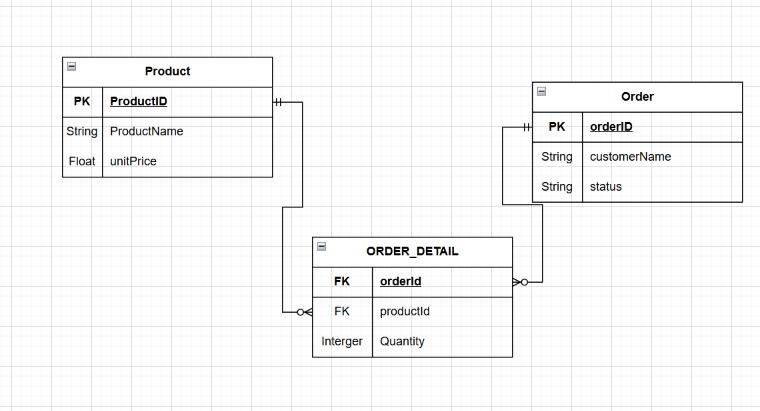 Product
PK ProductID
String ProductName
Float unitPrice
Order
PK orderID
String customerName
String status
ORDER_DETAIL
FK orderId
FK productId
Interger Quantity